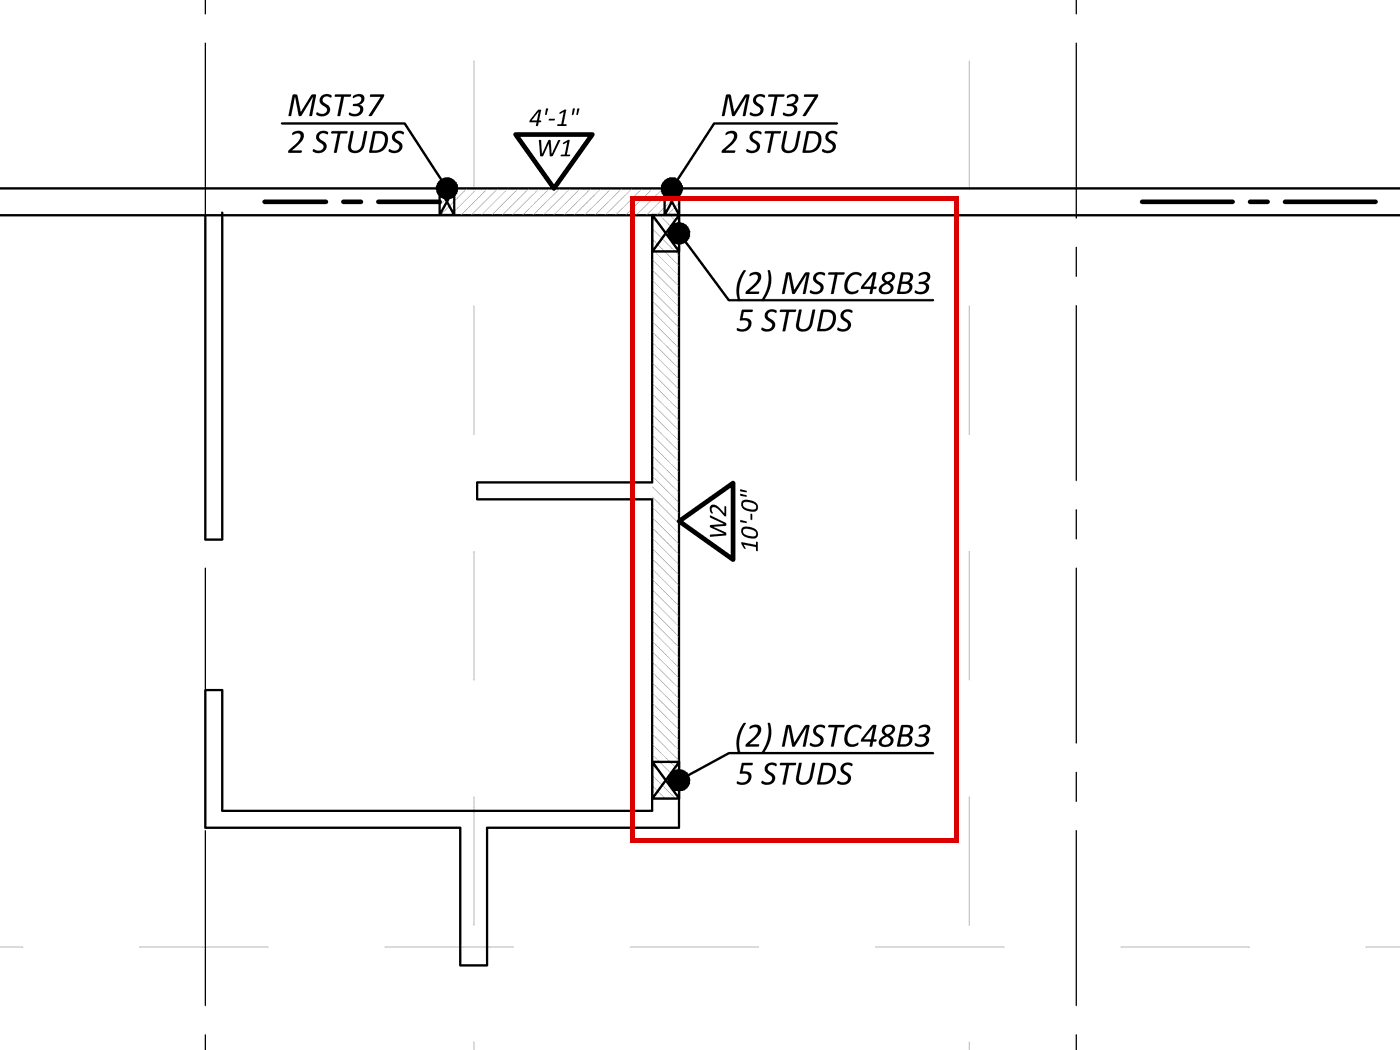 MST37
2 STUDS
4'-1"
W1
MST37
2 STUDS
(2) MSTC48B3
5 STUDS
W2
10'-0"
(2) MSTC48B3
5 STUDS